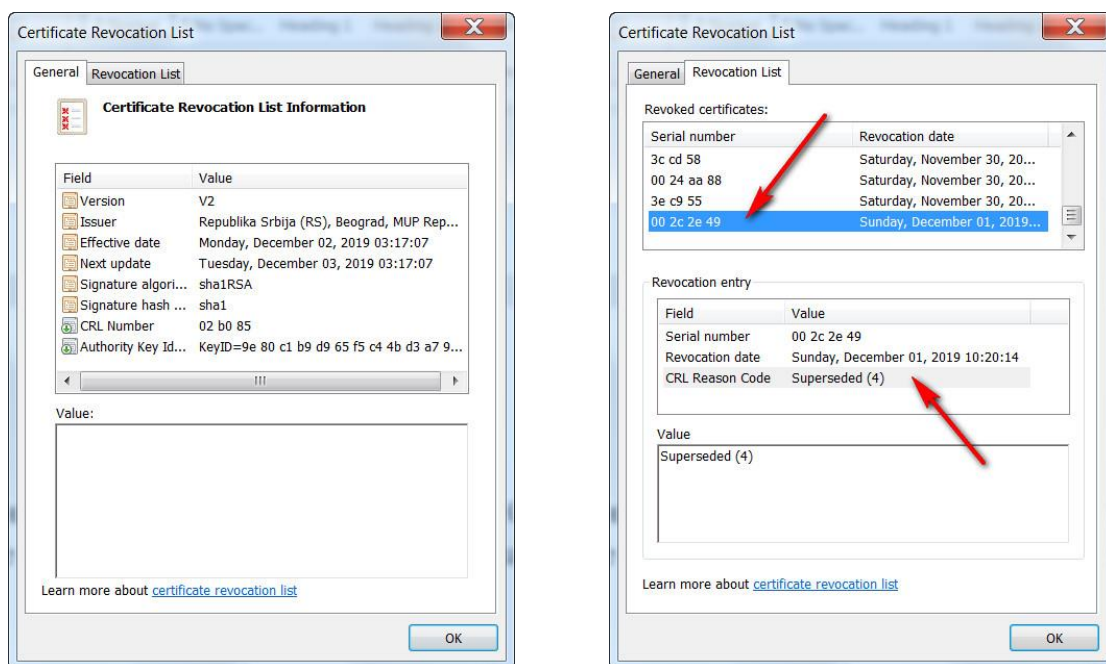 Certificate Revocation List
General Revocation List
Certificate Revocation List Information
Field Value
Version V2
Issuer Republika Srbija (RS), Beograd, MUP Rep...
Effective date Monday, December 02, 2019 03:17:07
Next update Tuesday, December 03, 2019 03:17:07
Signature algori... sha1RSA
Signature hash ... sha1
CRL Number 02 b0 85
Authority Key Id... KeyID=9e 80 c1 b9 d9 65 f5 c4 4b d3 a7 9...
Value:
Learn more about certificate revocation list
OK
Certificate Revocation List
General Revocation List
Revoked certificates:
Serial number Revocation date
3c cd 58 Saturday, November 30, 20...
00 24 aa 88 Saturday, November 30, 20...
3e c9 55 Saturday, November 30, 20...
00 2c 2e 49 Sunday, December 01, 2019...
Revocation entry
Field Value
Serial number 00 2c 2e 49
Revocation date Sunday, December 01, 2019 10:20:14
CRL Reason Code Superseded (4)
Value
Superseded (4)
Learn more about certificate revocation list
OK